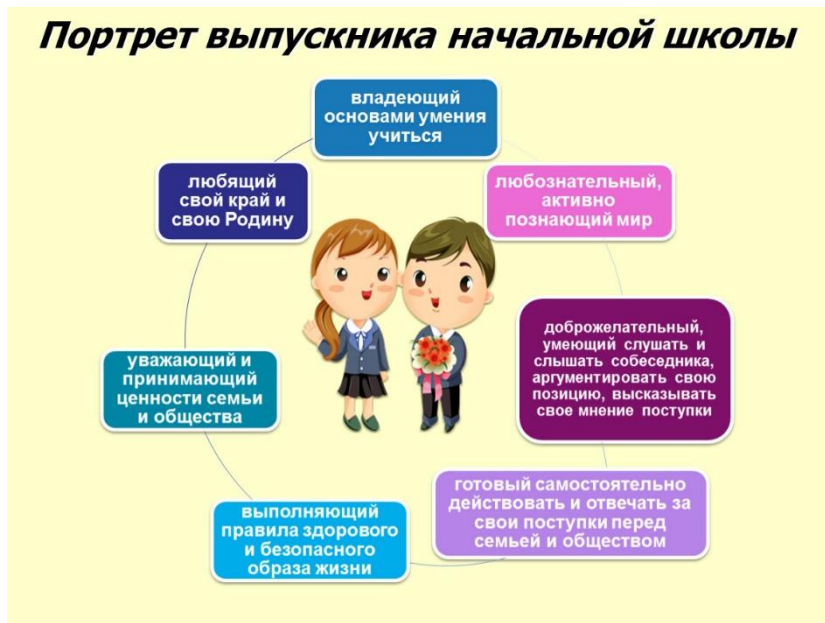 Портрет выпускника начальной школы
владеющий
основами умения
учиться
любознательный,
активно
познающий мир
доброжелательный,
умеющий слушать и
слышать собеседника,
аргументировать свою
позицию, высказывать
свое мнение поступки
готовый самостоятельно
действовать и отвечать за
свои поступки перед
семьей и обществом
выполняющий
правила здорового
и безопасного
образа жизни
уважающий и
принимающий
ценности семьи
и общества
любящий
свой край и
свою Родину